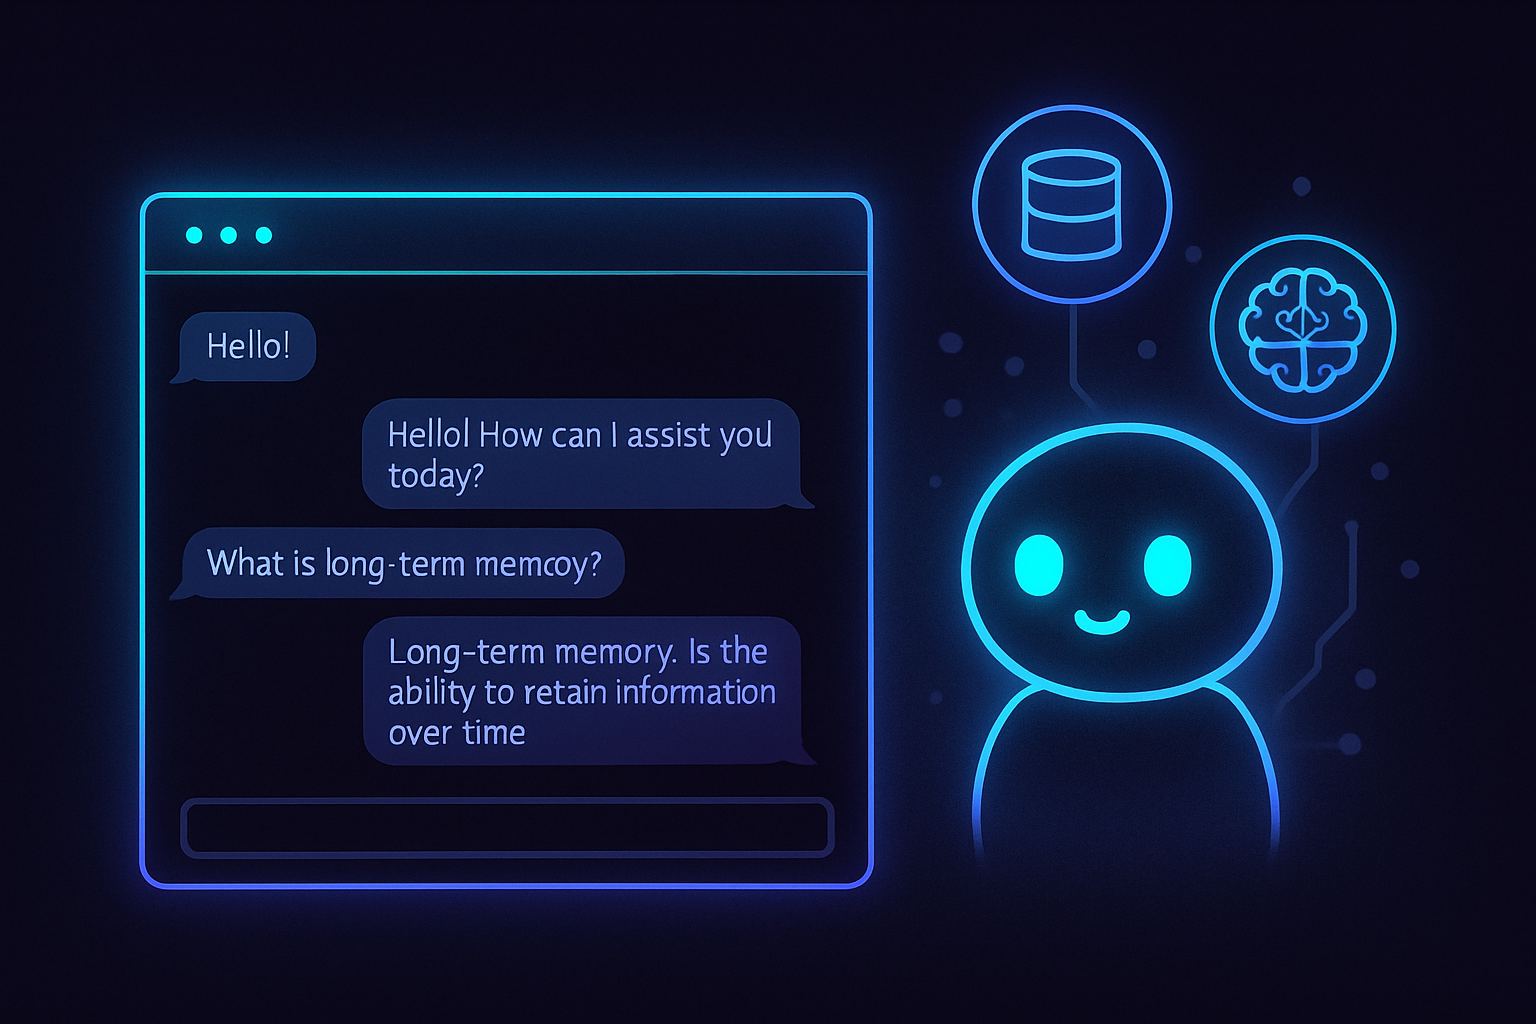 Hello!
Hellol How can I assist you
today?
What is long-term memcoy?
Long-term memory. Is the
ability to retain information
over time